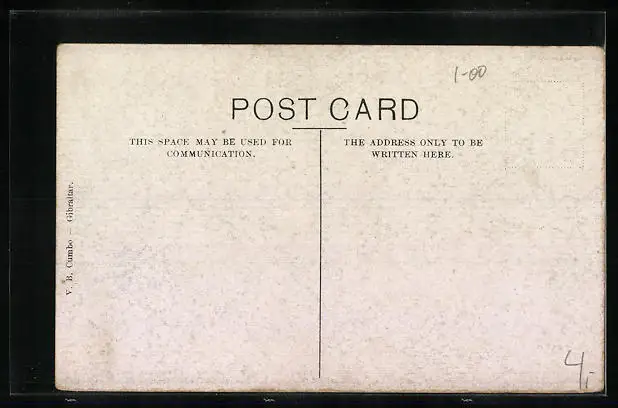 1-00
POST CARD
THIS SPACE MAY BE USED FOR
COMMUNICATION.
THE ADDRESS ONLY TO BE
WRITTEN HERE.
V. B. Cumbo – Gibraltar.
4,-